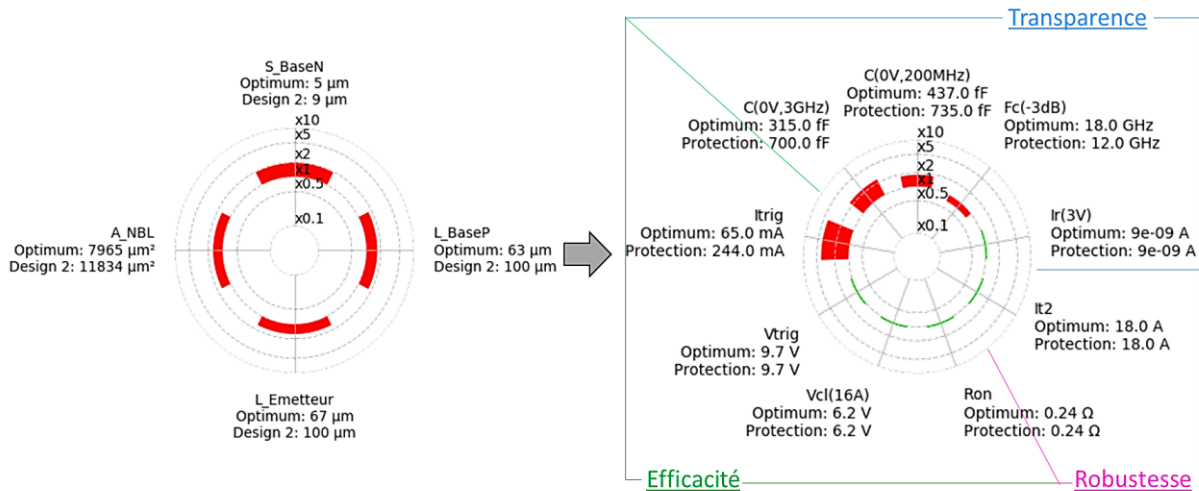 Transparence
S_BaseN
Optimum: 5 µm
Design 2: 9 µm
x10
x5
x2
x1
x0.5
x0.1
A_NBL
Optimum: 7965 µm²
Design 2: 11834 µm²
L_BaseP
Optimum: 63 µm
Design 2: 100 µm
L_Emetteur
Optimum: 67 µm
Design 2: 100 µm
C(0V,200MHz)
Optimum: 437.0 fF
Protection: 735.0 fF
C(0V,3GHz)
Optimum: 315.0 fF
Protection: 700.0 fF
Fc(-3dB)
Optimum: 18.0 GHz
Protection: 12.0 GHz
x10
x5
x2
x1
x0.5
x0.1
Itrig
Optimum: 65.0 mA
Protection: 244.0 mA
Ir(3V)
Optimum: 9e-09 A
Protection: 9e-09 A
It2
Optimum: 18.0 A
Protection: 18.0 A
Vtrig
Optimum: 9.7 V
Protection: 9.7 V
Vcl(16A)
Optimum: 6.2 V
Protection: 6.2 V
Ron
Optimum: 0.24 Ω
Protection: 0.24 Ω
Efficacité
Robustesse